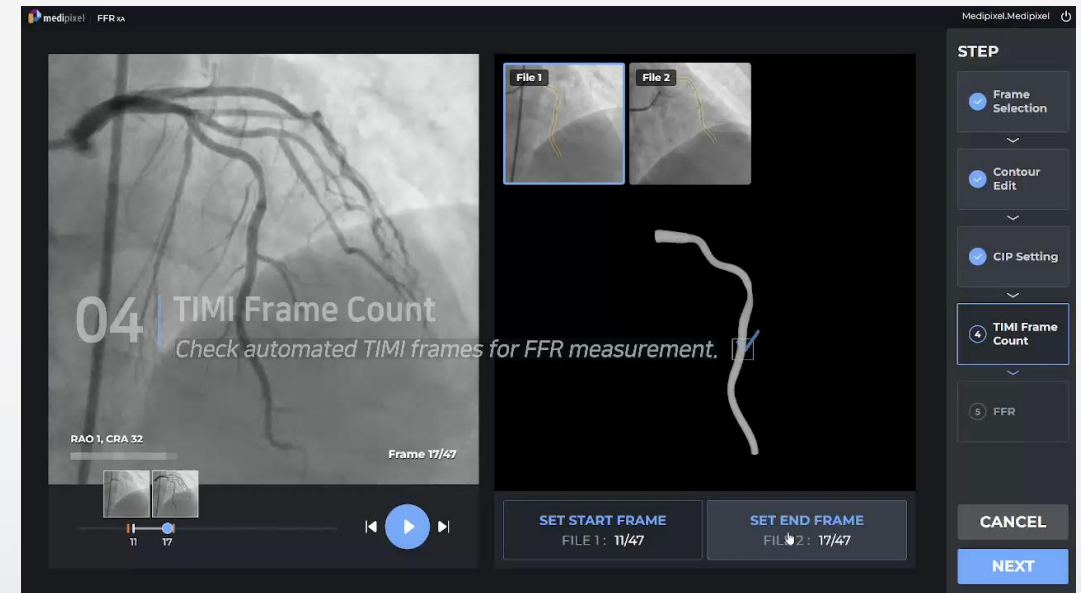 medipixel FFR XA
Medipixel.Medipixel
File 1
File 2
04 TIMI Frame Count
Check automated TIMI frames for FFR measurement.
RAO 1, CRA 32
Frame 17/47
11
17
SET START FRAME
FILE 1 : 11/47
SET END FRAME
FILE 2 : 17/47
STEP
Frame
Selection
Contour
Edit
CIP Setting
4
TIMI Frame
Count
5
FFR
CANCEL
NEXT